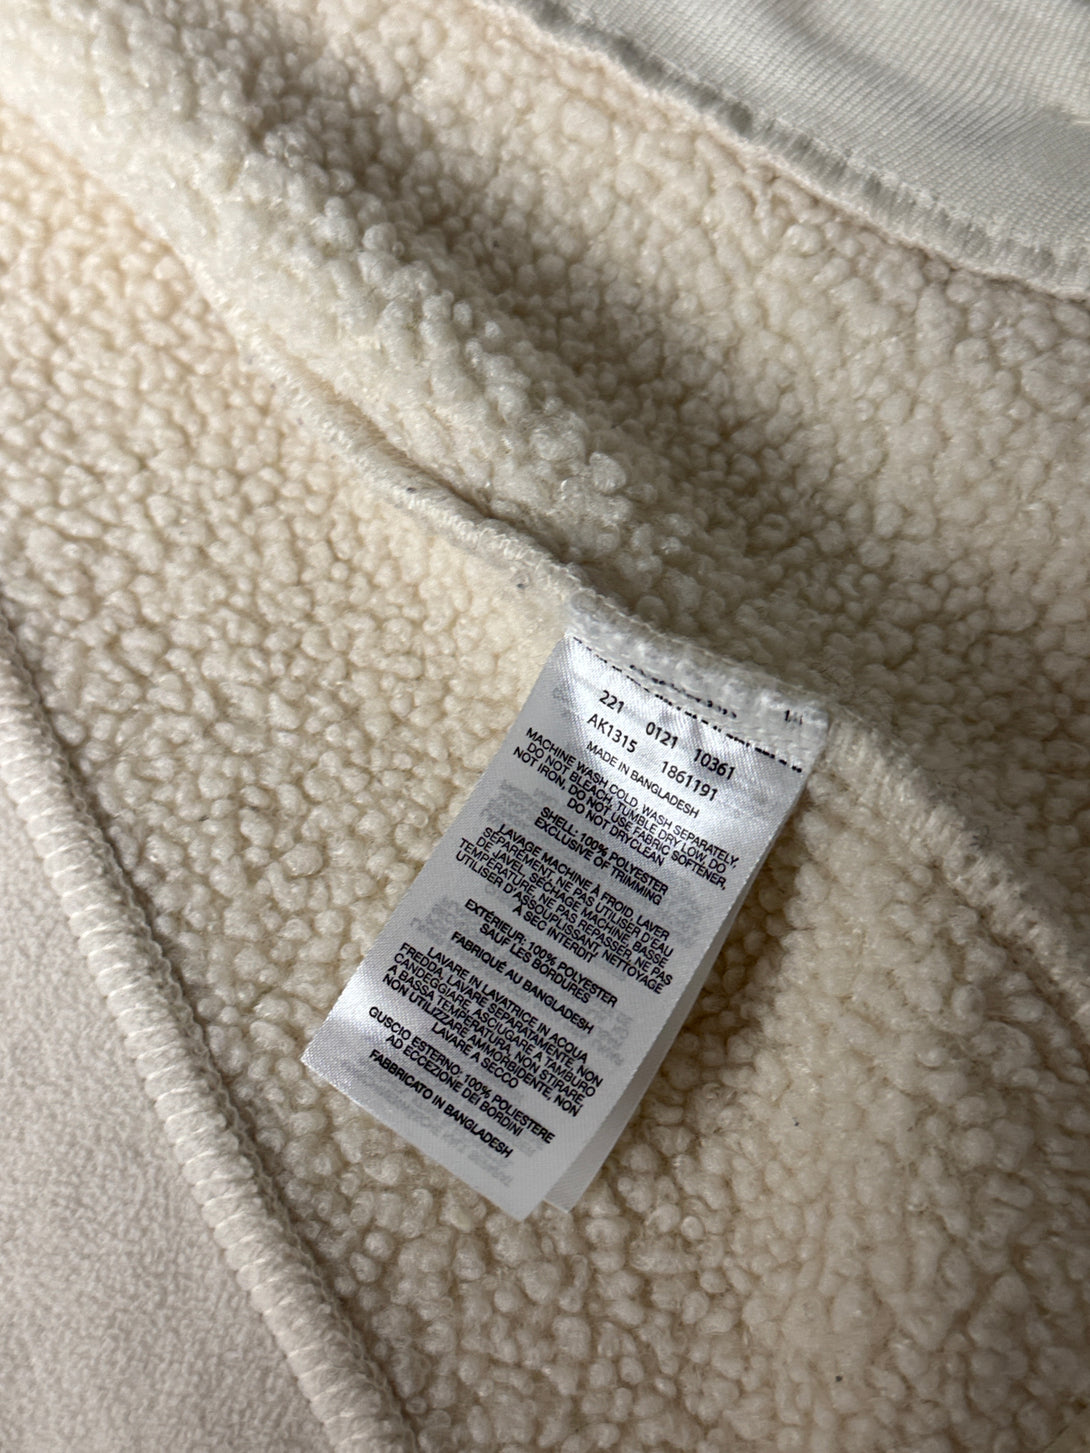 221 0121 10361
AK1315 1861191
MADE IN BANGLADESH
MACHINE WASH COLD, WASH SEPARATELY,
DO NOT BLEACH, TUMBLE DRY LOW, DO
NOT IRON, DO NOT USE FABRIC SOFTENER,
DO NOT DRYCLEAN
SHELL: 100% POLYESTER
EXCLUSIVE OF TRIMMING
LAVAGE MACHINE À FROID, LAVER
SÉPAREMENT, NE PAS UTILISER D'EAU
DE JAVEL, SECHAGE MACHINE, BASSE
TEMPÉRATURE, NE PAS REPASSER, NE PAS
UTILISER D'ASSOUPLISSANT, NETTOYAGE
A SEC INTERDIT
EXTÉRIEUR: 100% POLYESTER
SAUF LES BORDURES
FABRIQUÉ AU BANGLADESH
LAVARE IN LAVATRICE IN ACQUA
FREDDA, LAVARE SEPARATAMENTE, NON
CANDEGGIARE, ASCIUGARE A TAMBURO
A BASSA TEMPERATURA, NON STIRARE,
NON UTILIZZARE AMMORBIDENTE, NON
LAVARE A SECCO
GUSCIO ESTERNO: 100% POLIESTERE
AD ECCEZIONE DEI BORDINI
FABBRICATO IN BANGLADESH